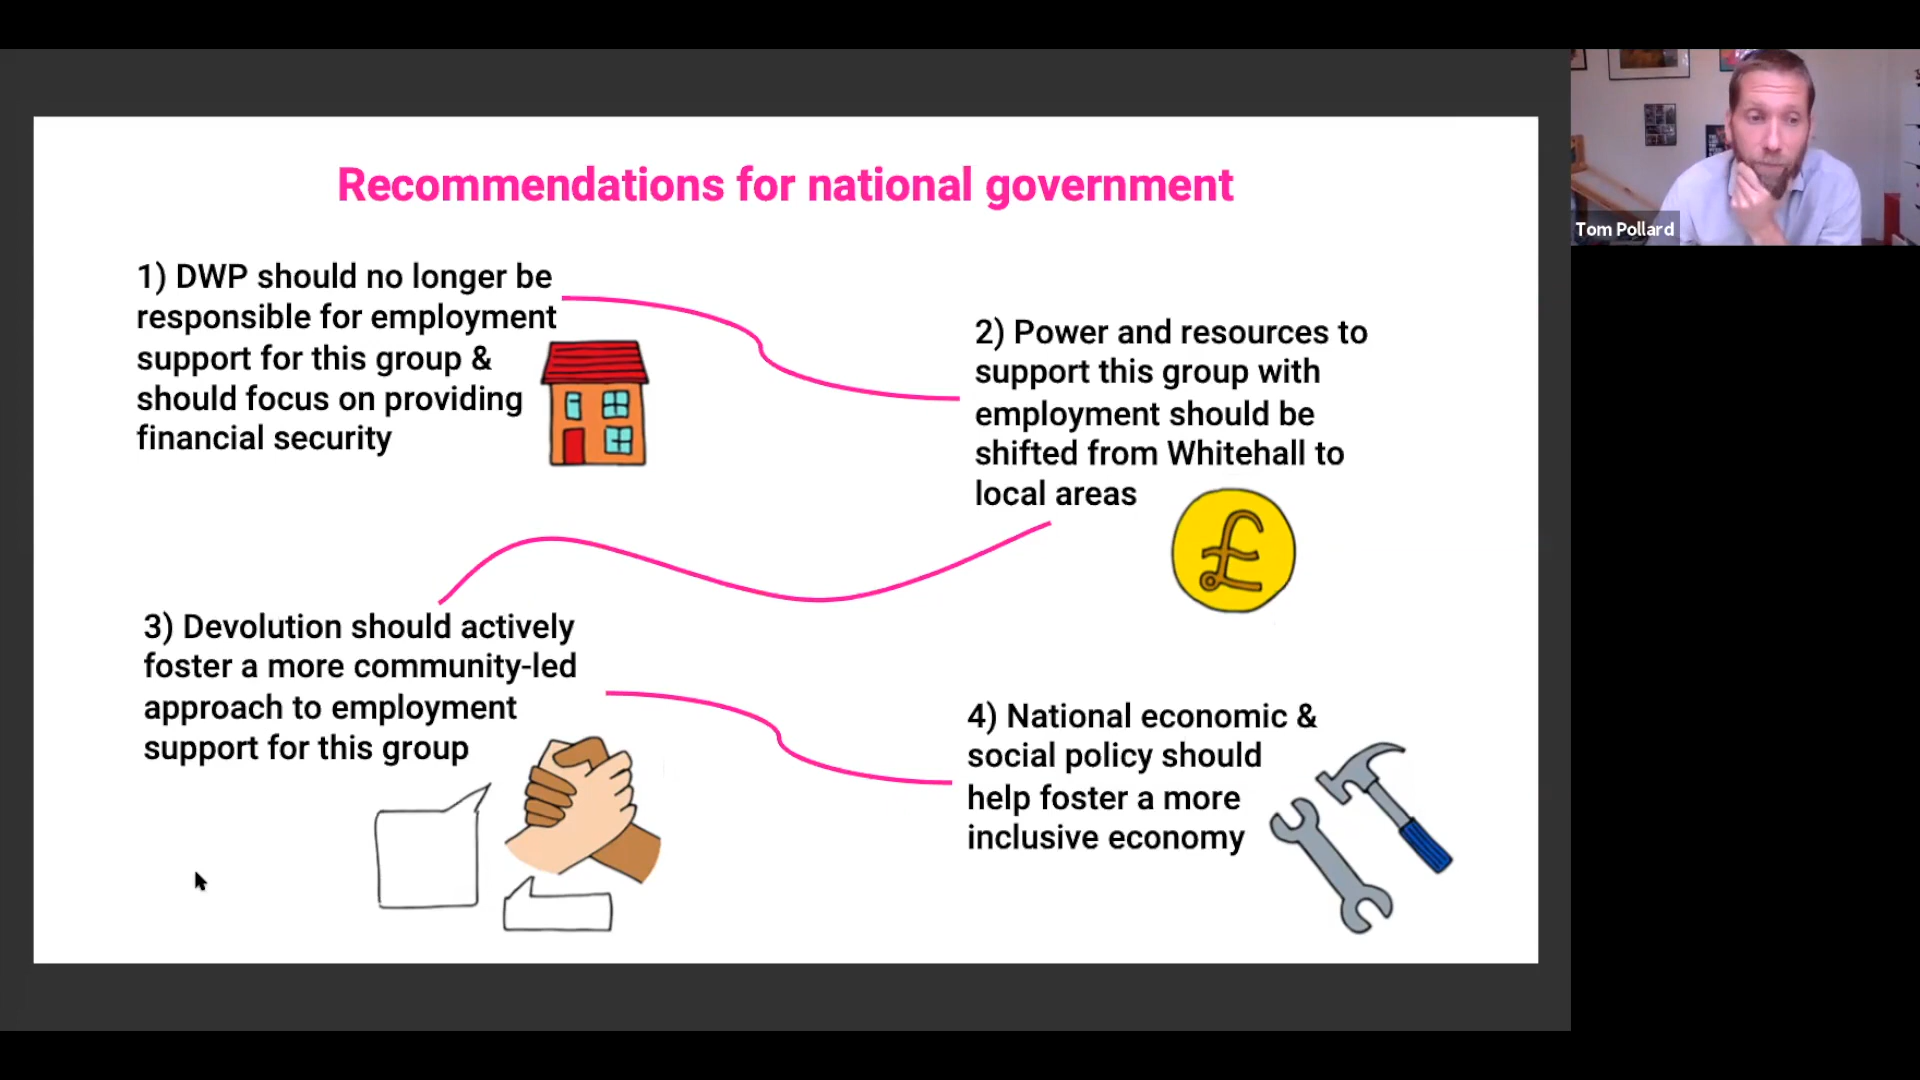 Recommendations for national government
1) DWP should no longer be
responsible for employment
support for this group &
should focus on providing
financial security
2) Power and resources to
support this group with
employment should be
shifted from Whitehall to
local areas
£
3) Devolution should actively
foster a more community-led
approach to employment
support for this group
4) National economic &
social policy should
help foster a more
inclusive economy
Tom Pollard